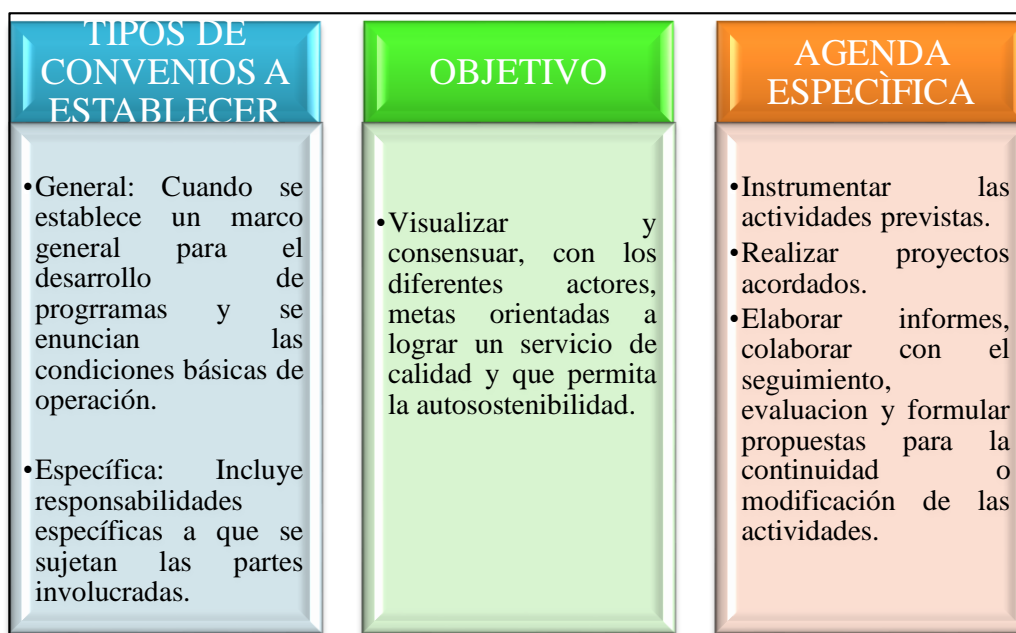 TIPOS DE
CONVENIOS A
ESTABLECER
•General: Cuando se
establece un marco
general para el
desarrollo de
progrramas y se
enuncian las
condiciones básicas de
operación.
•Específica: Incluye
responsabilidades
específicas a que se
sujetan las partes
involucradas.
OBJETIVO
•Visualizar y
consensuar, con los
diferentes actores,
metas orientadas a
lograr un servicio de
calidad y que permita
la autosostenibilidad.
AGENDA
ESPECÌFICA
•Instrumentar las
actividades previstas.
•Realizar proyectos
acordados.
•Elaborar informes,
colaborar con el
seguimiento,
evaluacion y formular
propuestas para la
continuidad o
modificación de las
actividades.